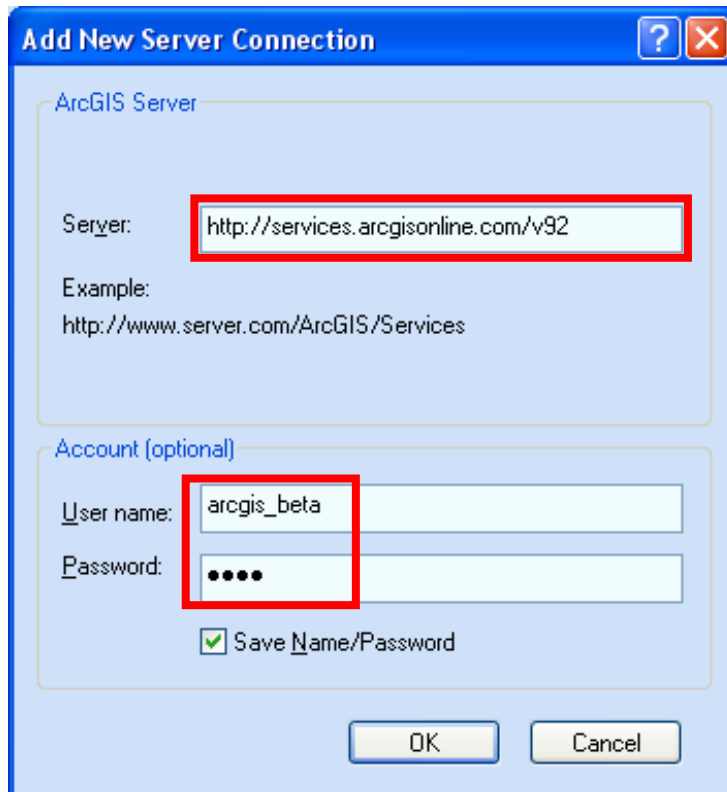 Add New Server Connection
ArcGIS Server
Server: http://services.arcgisonline.com/v92
Example:
http://www.server.com/ArcGIS/Services
Account (optional)
User name: arcgis_beta
Password: ••••
Save Name/Password
OK Cancel